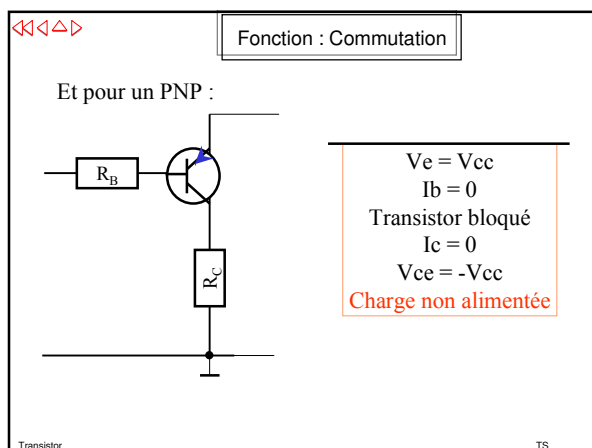 Fonction : Commutation
Et pour un PNP :
R_B
R_C
Ve = Vcc
Ib = 0
Transistor bloqué
Ic = 0
Vce = -Vcc
Charge non alimentée
Transistor
TS